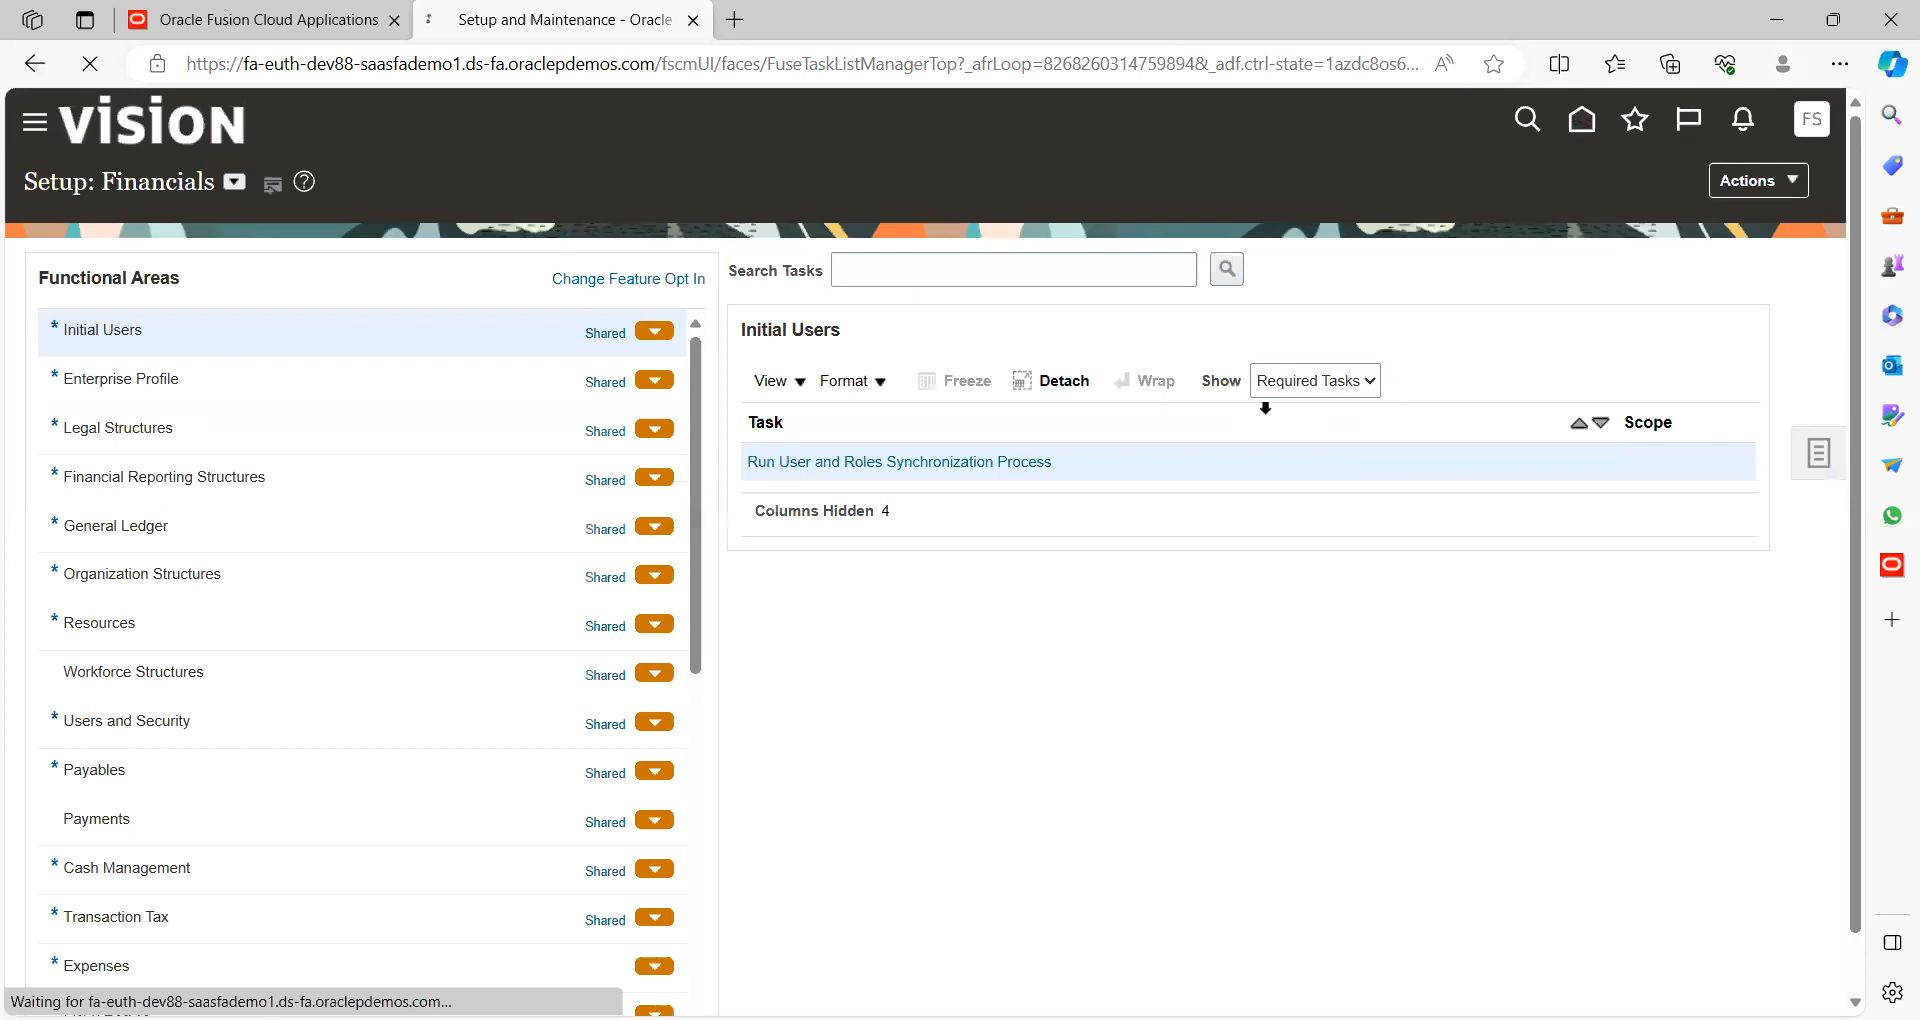 Oracle Fusion Cloud Applications
Setup and Maintenance - Oracle
https://fa-euth-dev88-saasfademo1.ds-fa.oraclepdemos.com/fscmUI/faces/FuseTaskListManagerTop?_afrLoop=82682603147598948&_adf.ctrl-state=1azdc8os6...
VISION
FS
Setup: Financials
Actions
Functional Areas
Change Feature Opt In
Search Tasks
* Initial Users Shared
* Enterprise Profile Shared
* Legal Structures Shared
* Financial Reporting Structures Shared
* General Ledger Shared
* Organization Structures Shared
* Resources Shared
Workforce Structures Shared
* Users and Security Shared
* Payables Shared
Payments Shared
* Cash Management Shared
* Transaction Tax Shared
* Expenses
Initial Users
View Format Freeze Detach Wrap Show Required Tasks
Task Scope
Run User and Roles Synchronization Process
Columns Hidden 4
Waiting for fa-euth-dev88-saasfademo1.ds-fa.oraclepdemos.com...